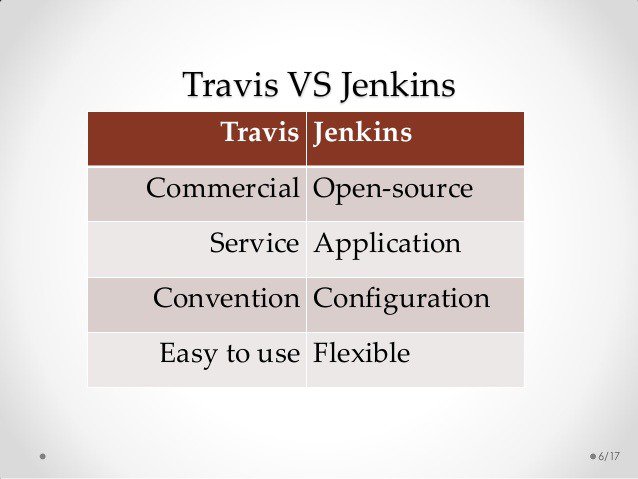 Travis VS Jenkins
Travis Jenkins
Commercial Open-source
Service Application
Convention Configuration
Easy to use Flexible
6/17